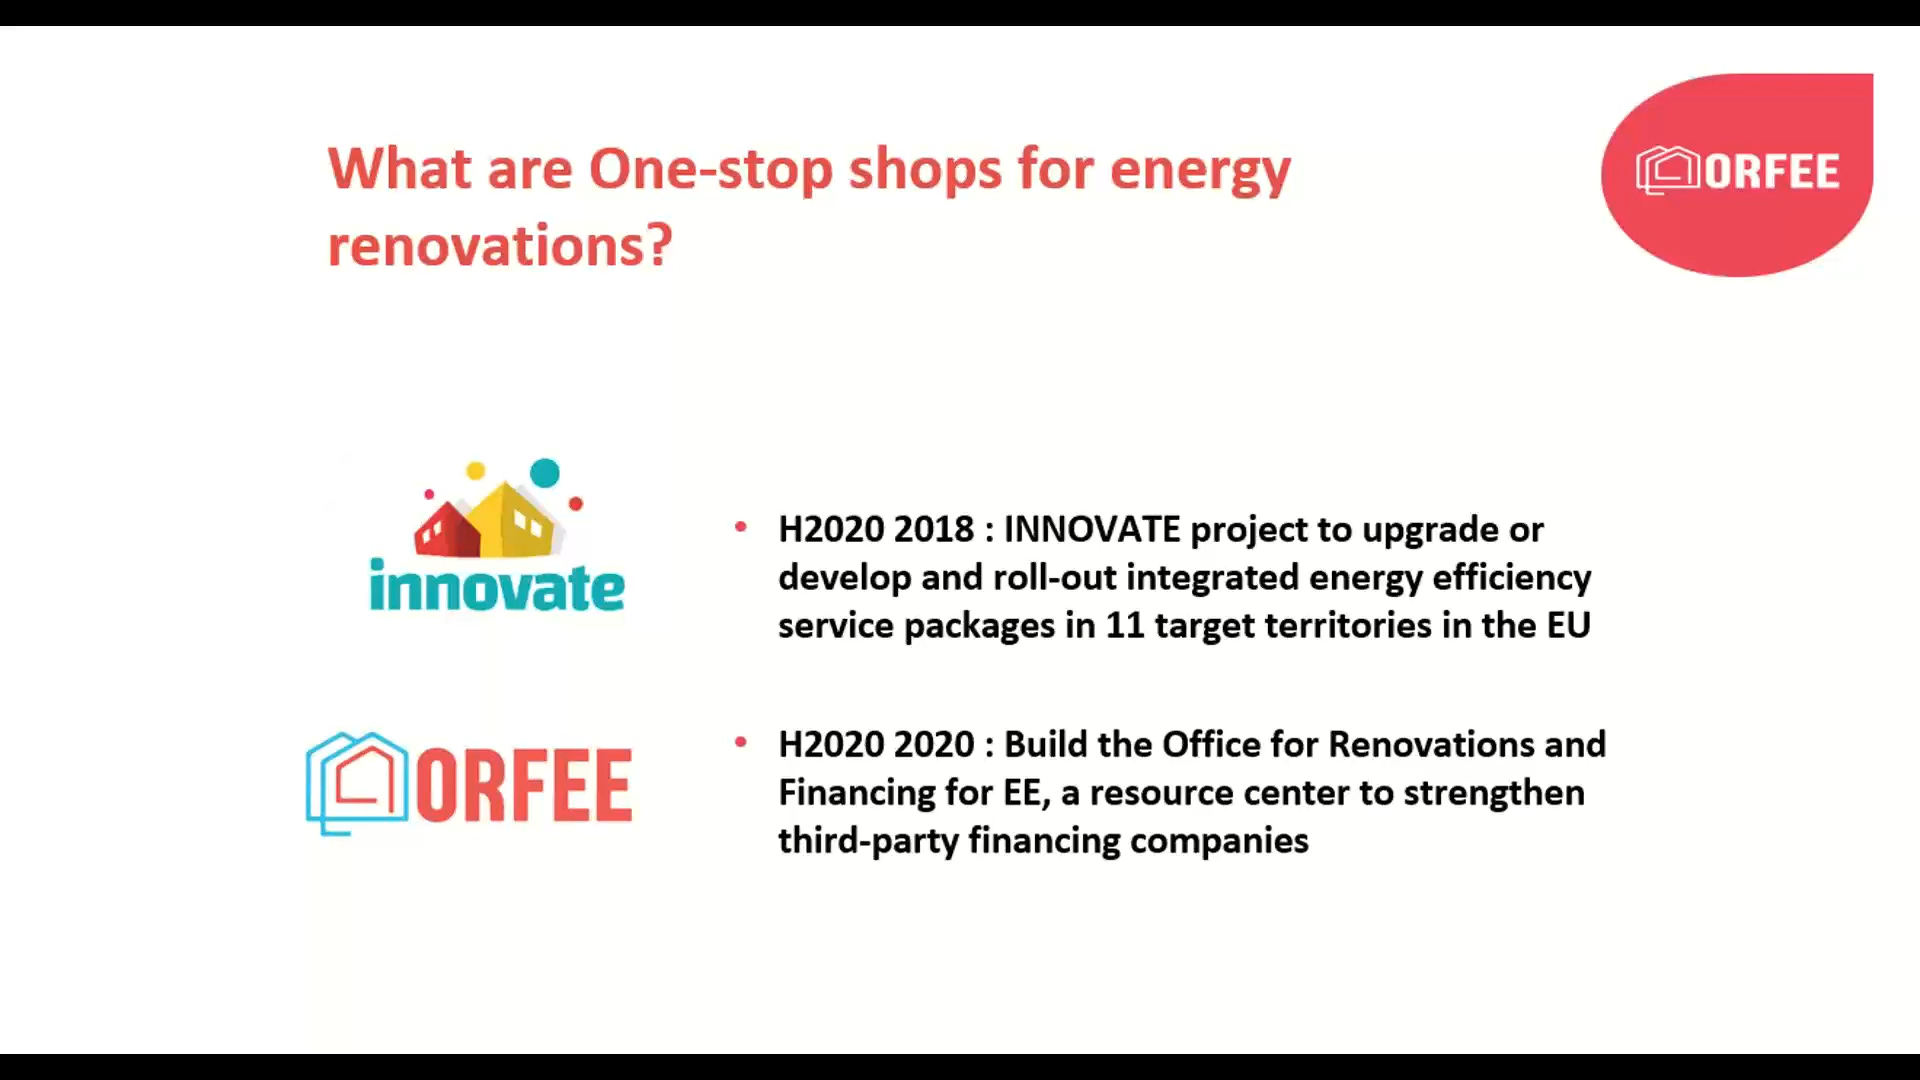 What are One-stop shops for energy
renovations?
ORFEE
innovate
• H2020 2018 : INNOVATE project to upgrade or
develop and roll-out integrated energy efficiency
service packages in 11 target territories in the EU
ORFEE
• H2020 2020 : Build the Office for Renovations and
Financing for EE, a resource center to strengthen
third-party financing companies